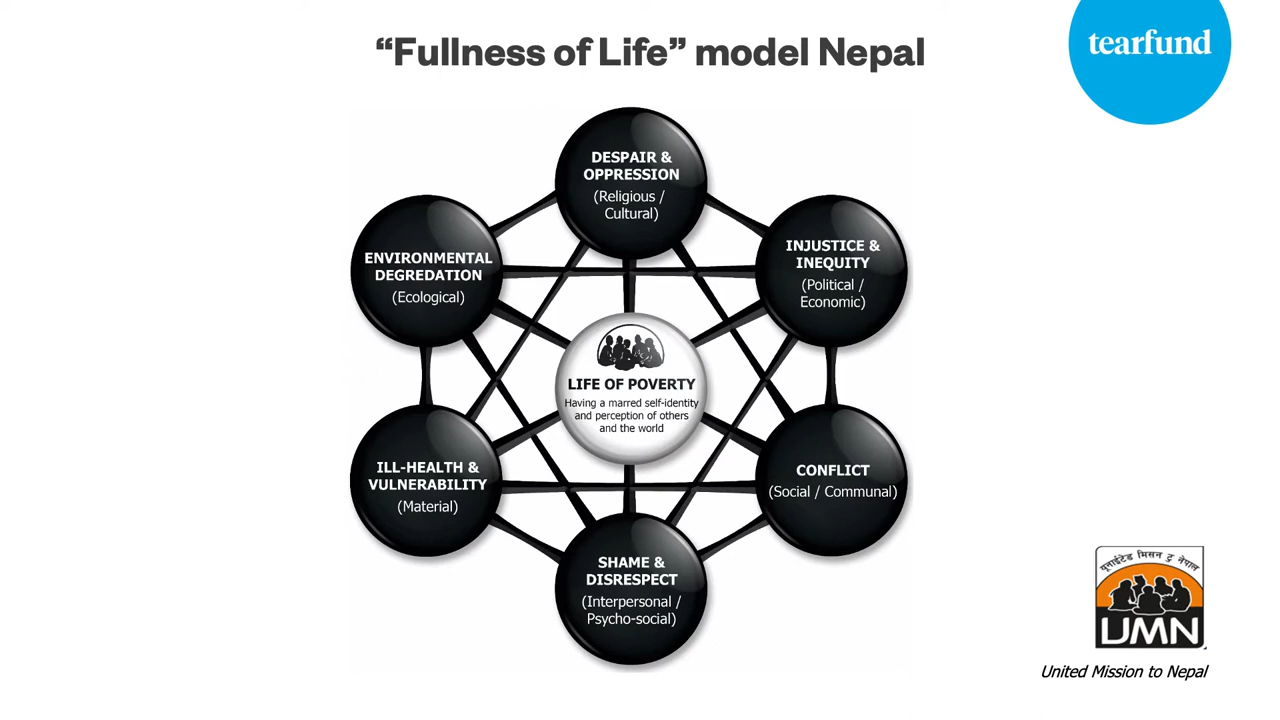 “Fullness of Life” model Nepal
tearfund
DESPAIR &
OPPRESSION
(Religious /
Cultural)
ENVIRONMENTAL
DEGREDATION
(Ecological)
INJUSTICE &
INEQUITY
(Political /
Economic)
LIFE OF POVERTY
Having a marred self-identity
and perception of others
and the world
ILL-HEALTH &
VULNERABILITY
(Material)
CONFLICT
(Social / Communal)
SHAME &
DISRESPECT
(Interpersonal /
Psycho-social)
यूनाईटेड मिसन टु नेपाल
UMN
United Mission to Nepal